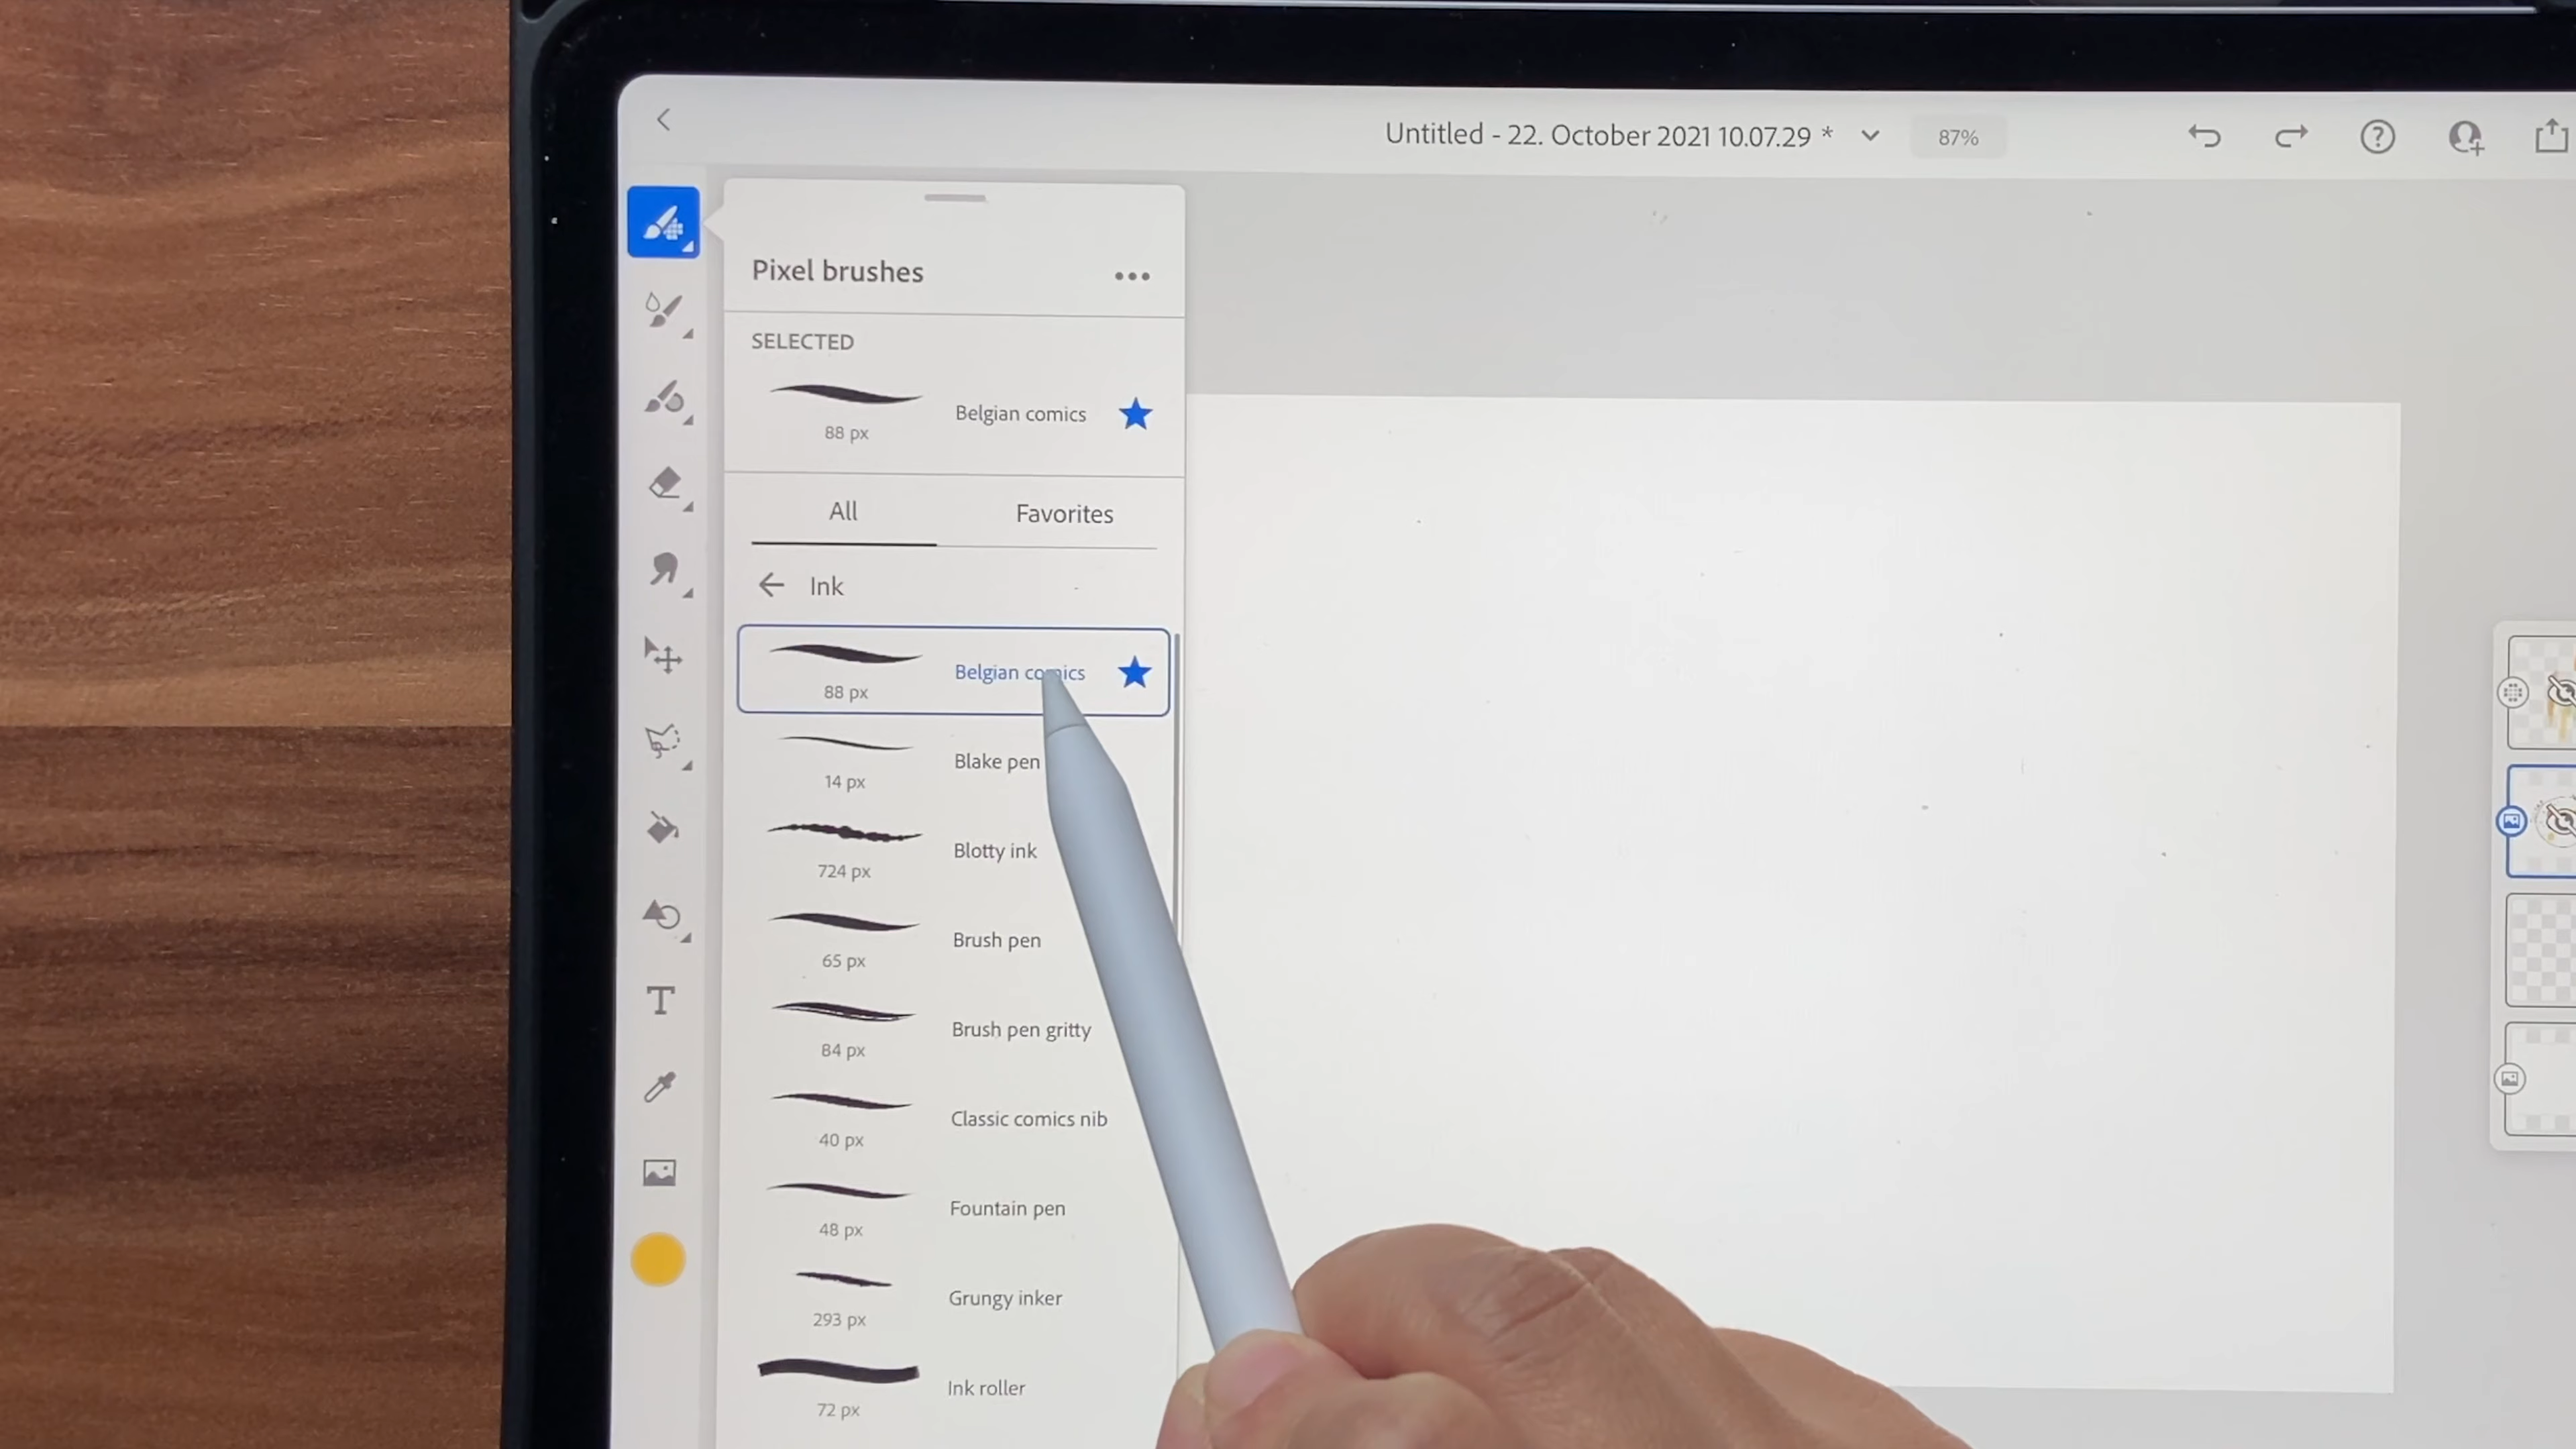 Untitled - 22. October 2021 10.07.29 *
87%
Pixel brushes
SELECTED
Belgian comics
88 px
All
Favorites
Ink
Belgian comics
88 px
Blake pen
14 px
Blotty ink
724 px
Brush pen
65 px
Brush pen gritty
84 px
Classic comics nib
40 px
Fountain pen
48 px
Grungy inker
293 px
Ink roller
72 px